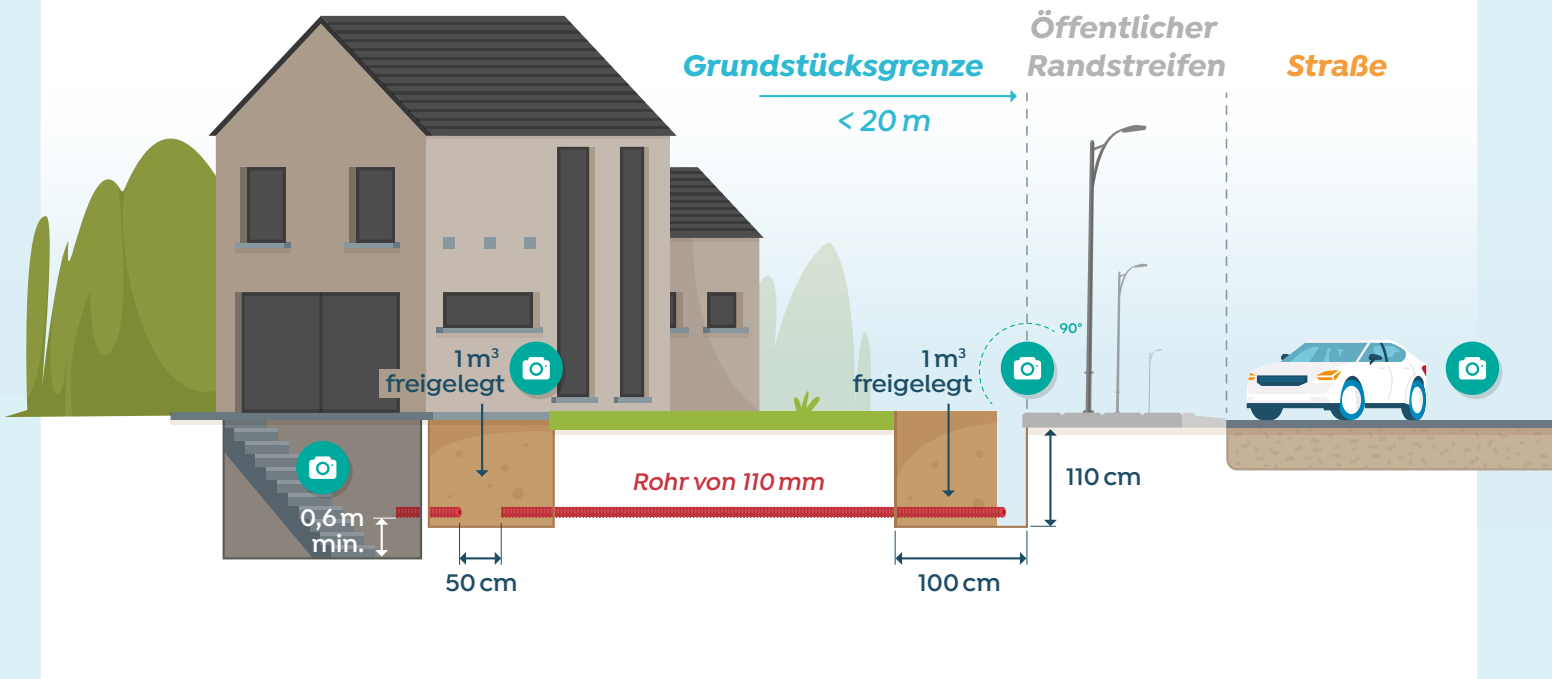 Grundstücksgrenze
< 20 m
Öffentlicher
Randstreifen
Straße
90°
1 m³
freigelegt
1 m³
freigelegt
Rohr von 110 mm
110 cm
0,6 m
min.
50 cm
100 cm